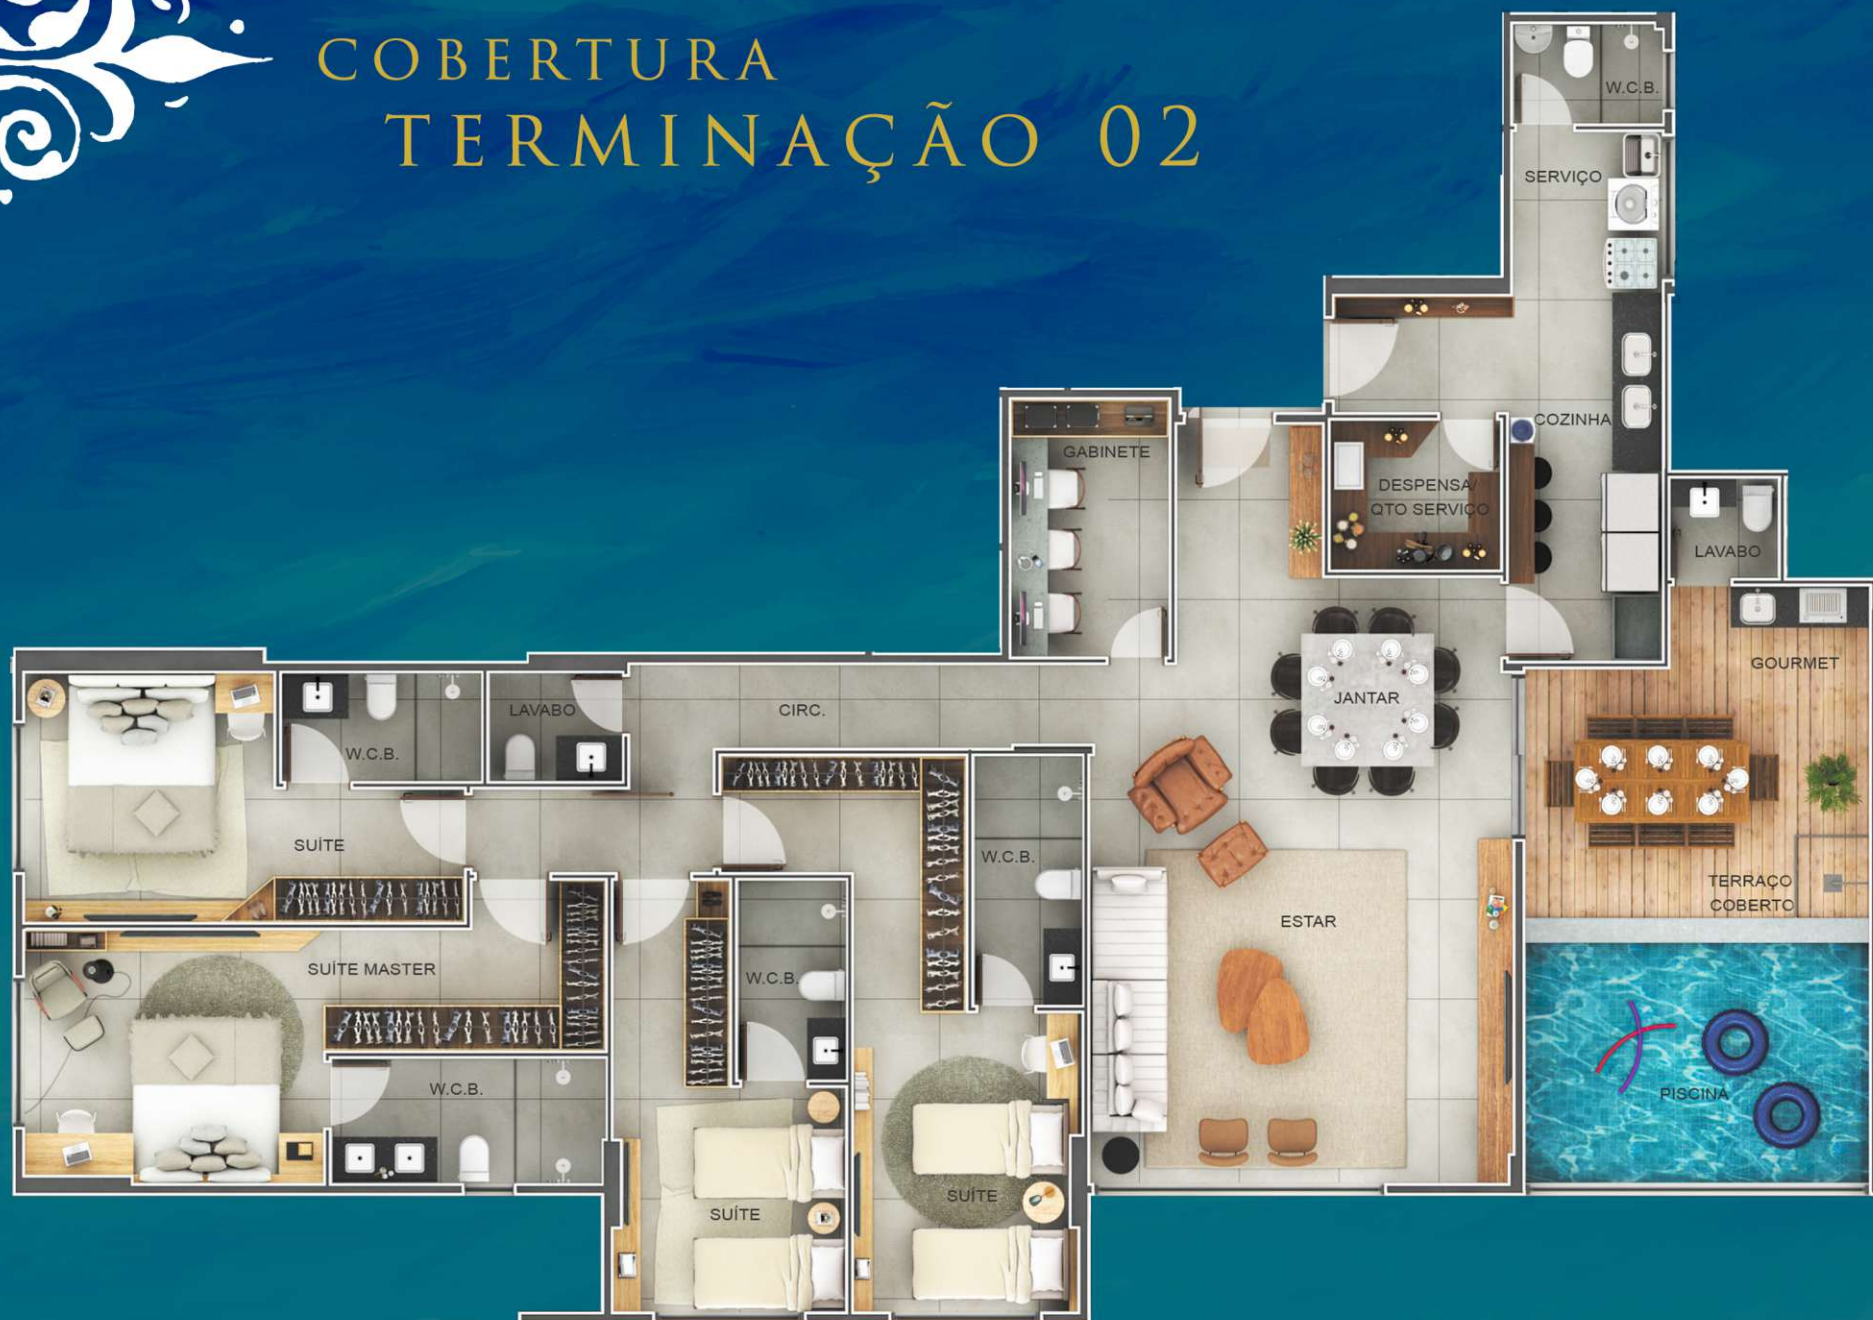 COBERTURA
TERMINAÇÃO 02
W.C.B.
SERVIÇO
COZINHA
GABINETE
DESPENSA/
QTO SERVIÇO
LAVABO
GOURMET
JANTAR
LAVABO
CIRC.
W.C.B.
SUÍTE
W.C.B.
TERRAÇO
COBERTO
ESTAR
SUÍTE MASTER
W.C.B.
W.C.B.
PISCINA
SUÍTE
SUÍTE